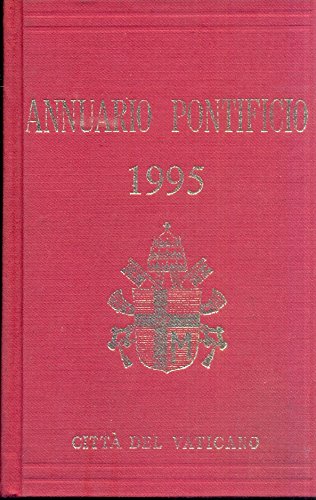 ANNUARIO PONTIFICIO
1995
M
CITTÀ DEL VATICANO